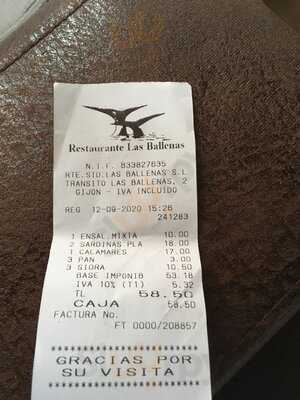 Restaurante Las Ballenas
N.I.F. 833827635
RTE.SID.LAS BALLENAS S.L
TRANSITO LAS BALLENAS, 2
GIJON - IVA INCLUIDO
REG 12-09-2020 15:26
241283
1 ENSAL.MIXTA 10.00
2 SARDINAS PLA 18.00
1 CALAMARES 17.00
3 PAN 3.00
3 SIDRA 10.50
BASE IMPONIB 53.18
IVA 10% (T1) 5.32
TL 58.50
CAJA 58.50
FACTURA No.
FT 0000/208857
********************
GRACIAS POR
SU VISITA
********************